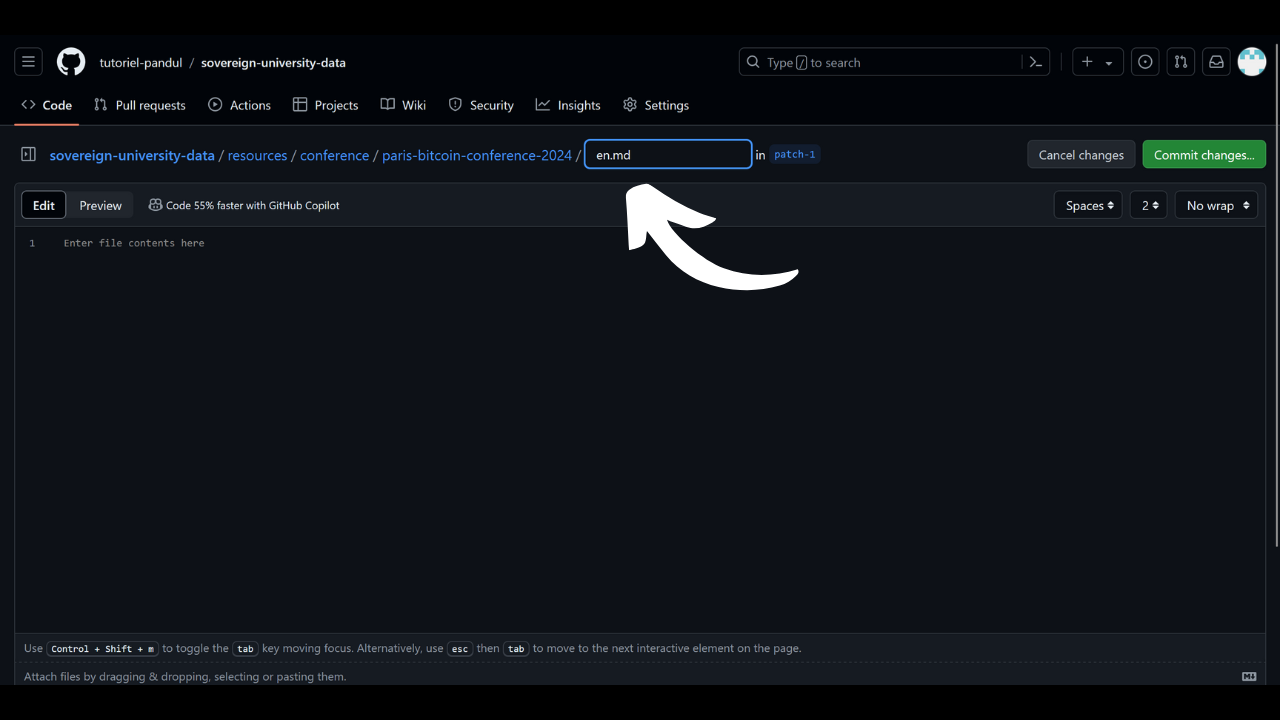 tutoriel-pandul / sovereign-university-data Type / to search
Code Pull requests Actions Projects Wiki Security Insights Settings
sovereign-university-data / resources / conference / paris-bitcoin-conference-2024 / en.md in patch-1 Cancel changes Commit changes...
Edit Preview Code 55% faster with GitHub Copilot Spaces 2 No wrap
1 Enter file contents here
Use Control + Shift + m to toggle the tab key moving focus. Alternatively, use esc then tab to move to the next interactive element on the page.
Attach files by dragging & dropping, selecting or pasting them.